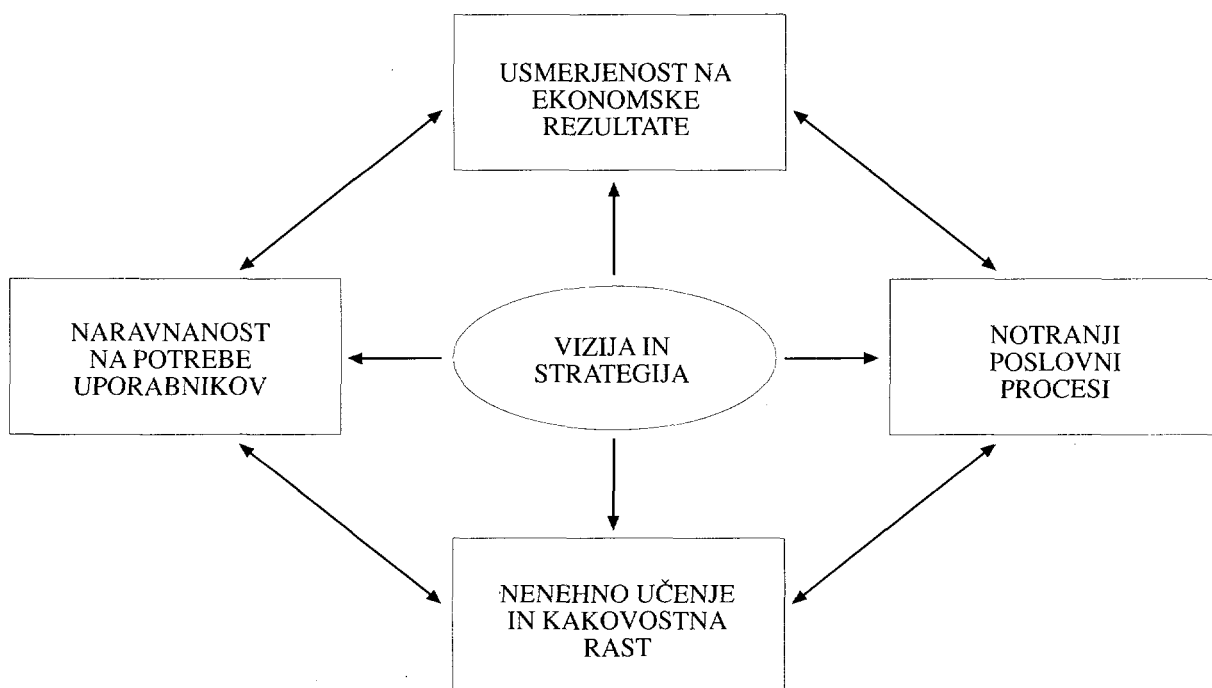 USMERJENOST NA
EKONOMSKE
REZULTATE
NARAVNANOST
NA POTREBE
UPORABNIKOV
VIZIJA IN
STRATEGIJA
NOTRANJI
POSLOVNI
PROCESI
NENEHNO UČENJE
IN KAKOVOSTNA
RAST